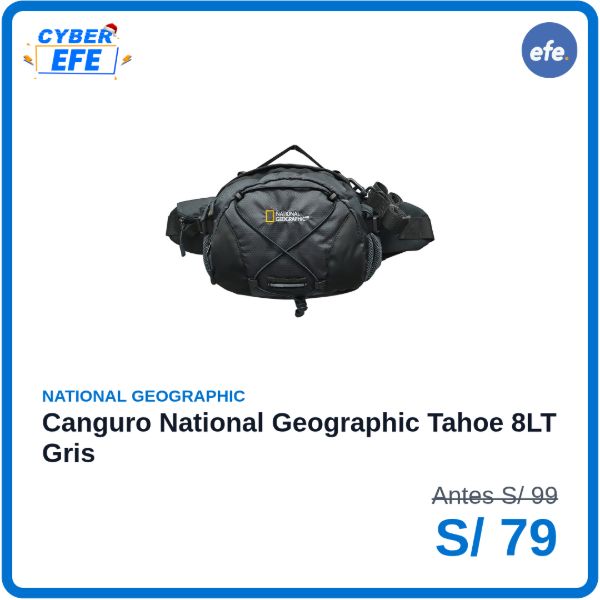 CYBER
EFE
efe.
NATIONAL
GEOGRAPHIC
NATIONAL GEOGRAPHIC
Canguro National Geographic Tahoe 8LT
Gris
Antes S/ 99
S/ 79